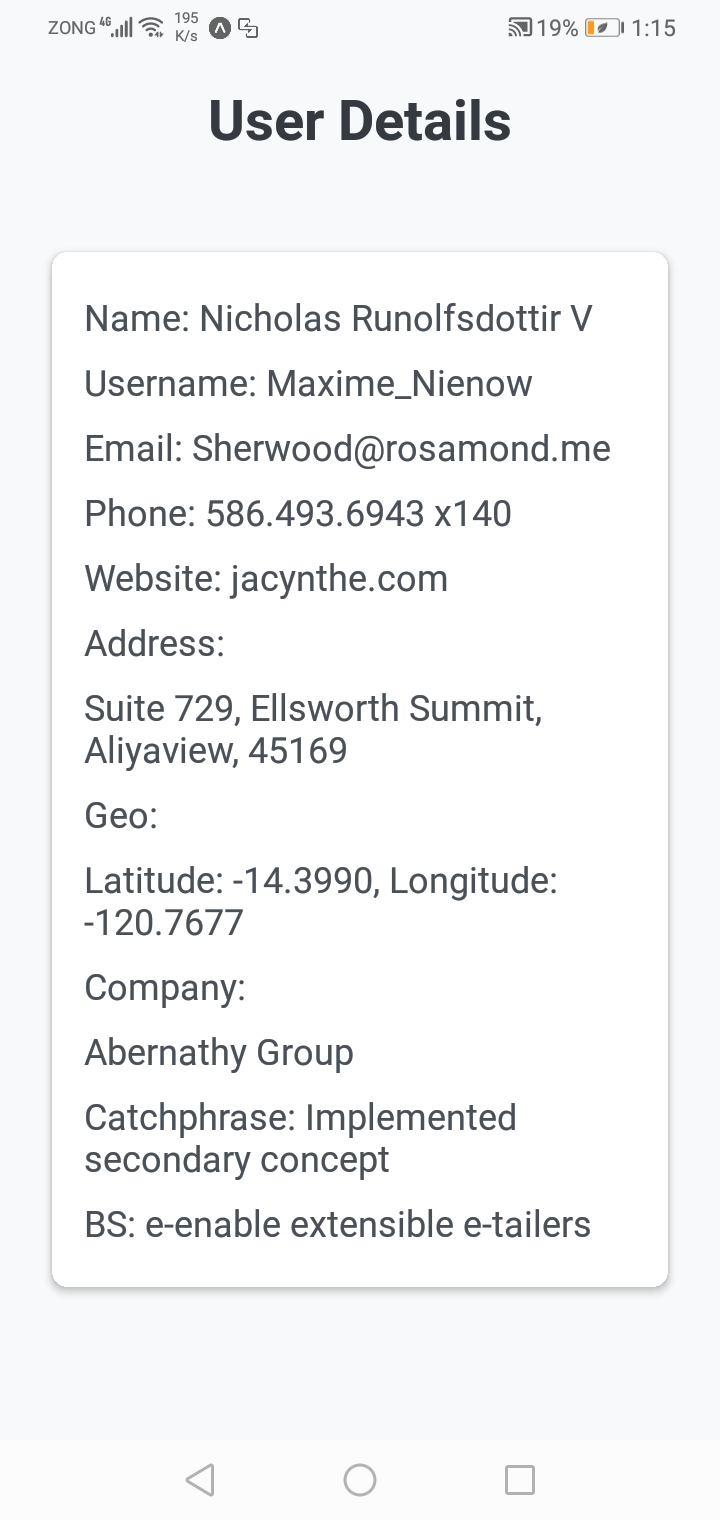 ZONG 4G 195 K/s 19% 1:15
User Details
Name: Nicholas Runolfsdottir V
Username: Maxime_Nienow
Email: Sherwood@rosamond.me
Phone: 586.493.6943 x140
Website: jacynthe.com
Address:
Suite 729, Ellsworth Summit,
Aliyaview, 45169
Geo:
Latitude: -14.3990, Longitude:
-120.7677
Company:
Abernathy Group
Catchphrase: Implemented
secondary concept
BS: e-enable extensible e-tailers